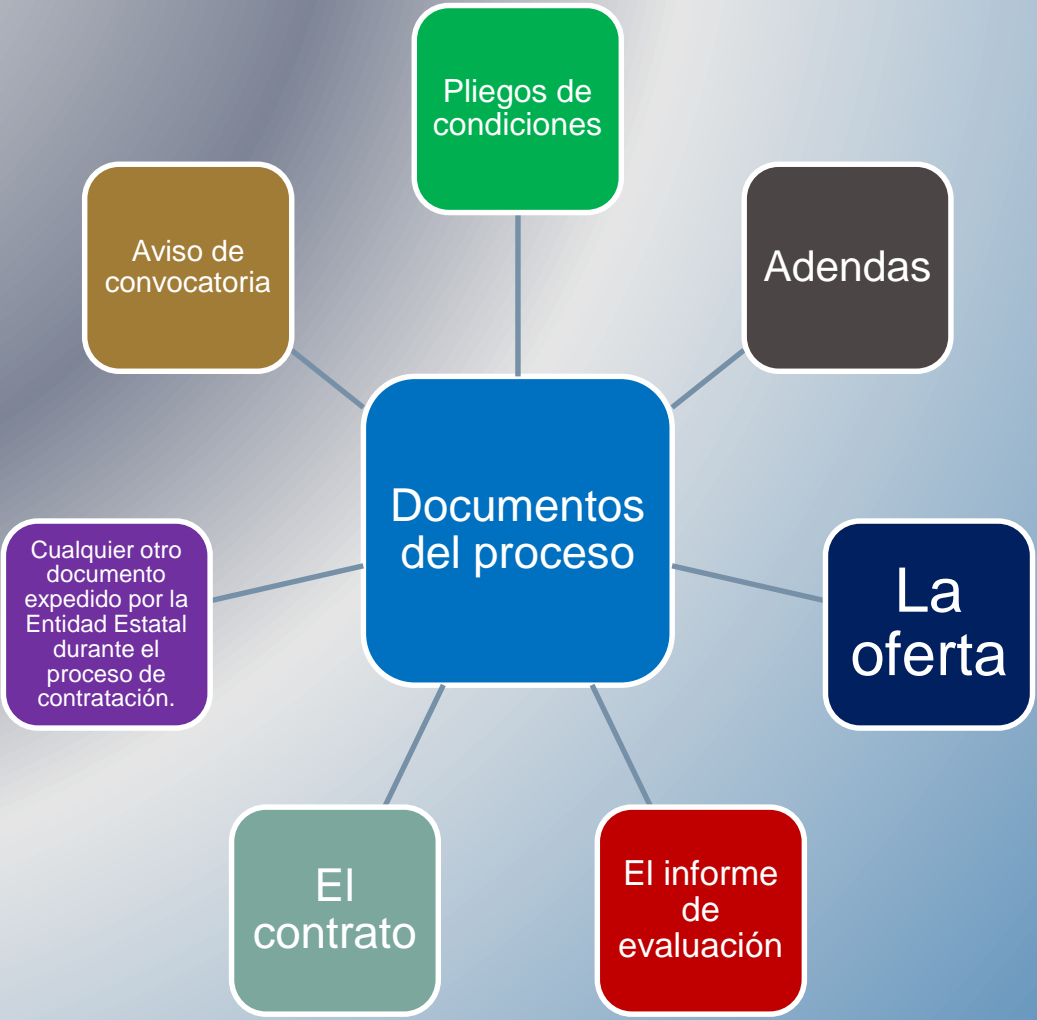 Pliegos de
condiciones
Aviso de
convocatoria
Adendas
Documentos
del proceso
Cualquier otro
documento
expedido por la
Entidad Estatal
durante el
proceso de
contratación.
La
oferta
El
contrato
El informe
de
evaluación